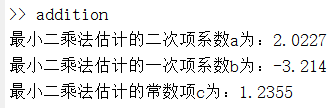 >> addition
最小二乘法估计的二次项系数a为：2.0227
最小二乘法估计的一次项系数b为：-3.214
最小二乘法估计的常数项c为：1.2355